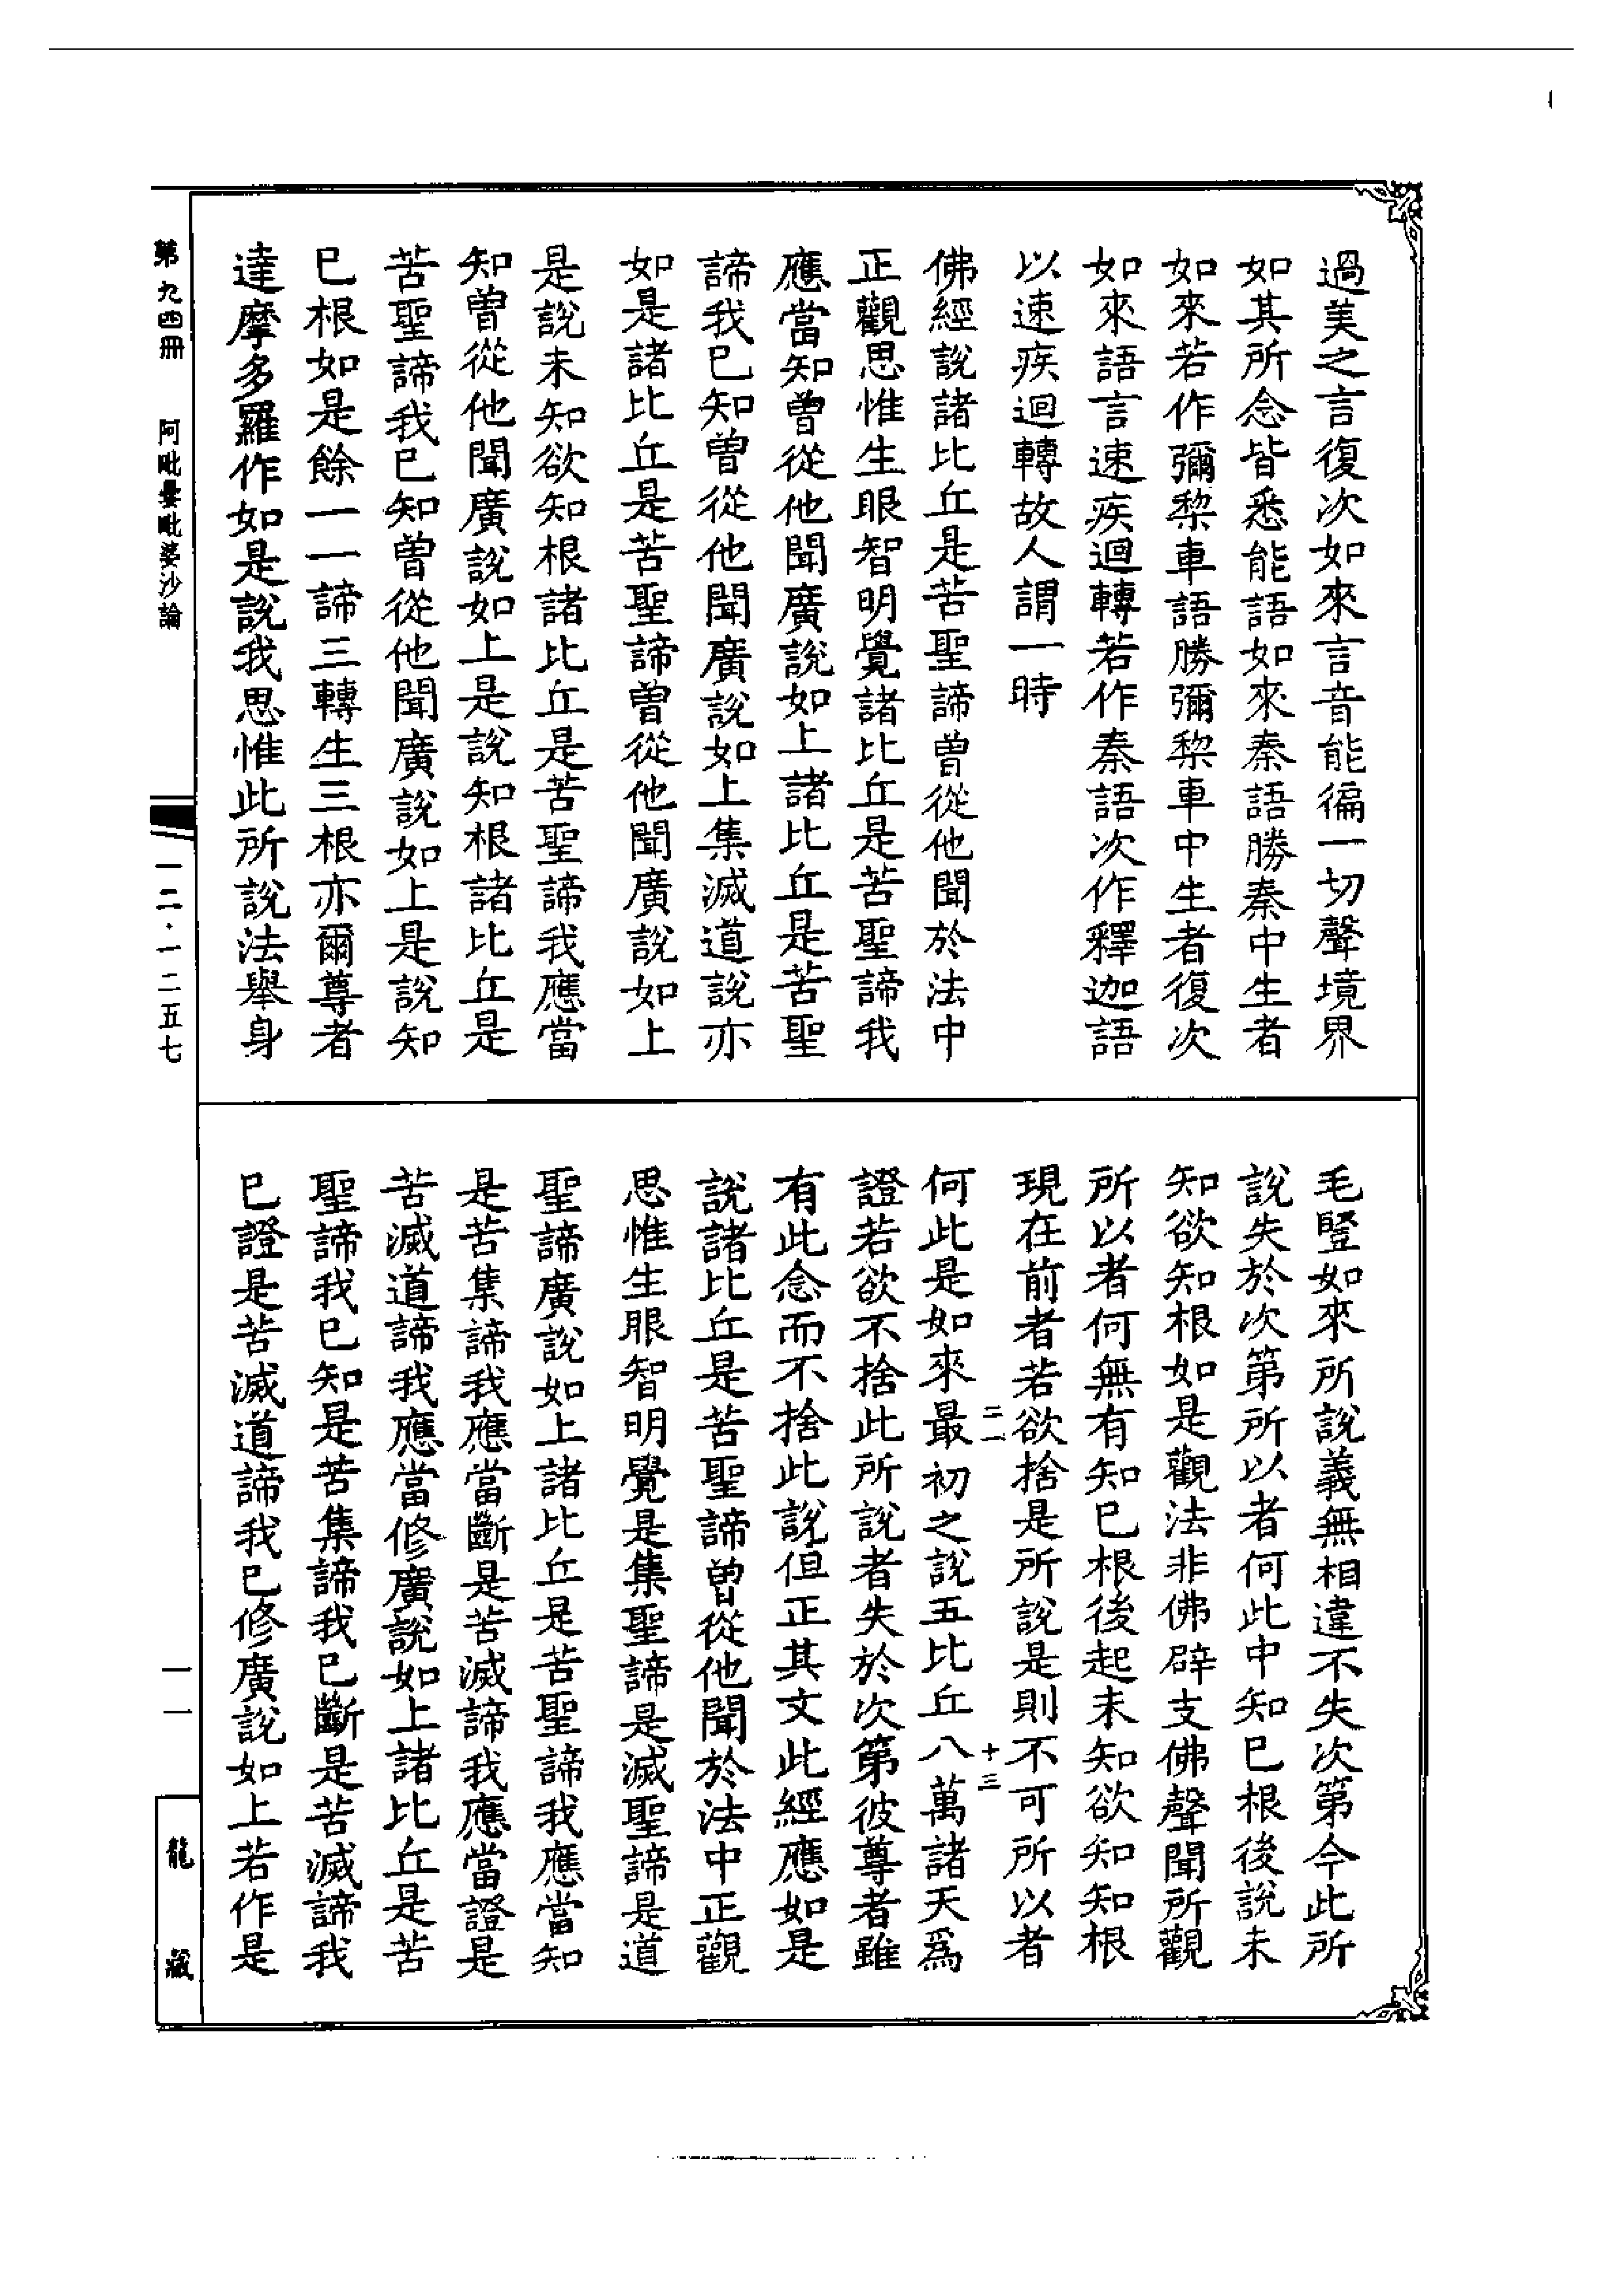 過美之言復次如來言音能徧一切聲境界
如其所念皆悉能語如來秦語勝秦中生者
如來若作彌棃車語勝彌棃車中生者復次
如來語言速疾迴轉若作秦語次作釋迦語
以速疾迴轉故人謂一時
佛經說諸比丘是苦聖諦曾從他聞於法中
正觀思惟生眼智明覺諸比丘是苦聖諦我
應當知曾從他聞廣說如上諸比丘是苦聖
諦我已知曾從他聞廣說如上集滅道說亦
如是諸比丘是苦聖諦曾從他聞廣說如上
是說未知欲知根諸比丘是苦聖諦我應當
知曾從他聞廣說如上是說知根諸比丘是
苦聖諦我已知曾從他聞廣說如上是說知
已根如是餘一一諦三轉生三根亦爾尊者
達摩多羅作如是說我思惟此所說法舉身
毛豎如來所說義無相違不失次第今此所
說失於次第所以者何此中知已根後說未
知欲知根如是觀法非佛辟支佛聲聞所觀
所以者何無有知已根後起未知欲知知根
現在前者若欲捨是所說是則不可所以者
何此是如來最初之說五比丘八萬諸天爲
證若欲不捨此所說者失於次第彼尊者雖
有此念而不捨此說但正其文此經應如是
說諸比丘是苦聖諦曾從他聞於法中正觀
思惟生眼智明覺是集聖諦是滅聖諦是道
聖諦廣說如上諸比丘是苦聖諦我應當知
是苦集諦我應當斷是苦滅諦我應當證是
苦滅道諦我應當修廣說如上諸比丘是苦
聖諦我已知是苦集諦我已斷是苦滅諦我
已證是苦滅道諦我已修廣說如上若作是
二一
十三
第九四冊
阿毗曇毗婆沙論
一二·一二五七
一一
龍藏